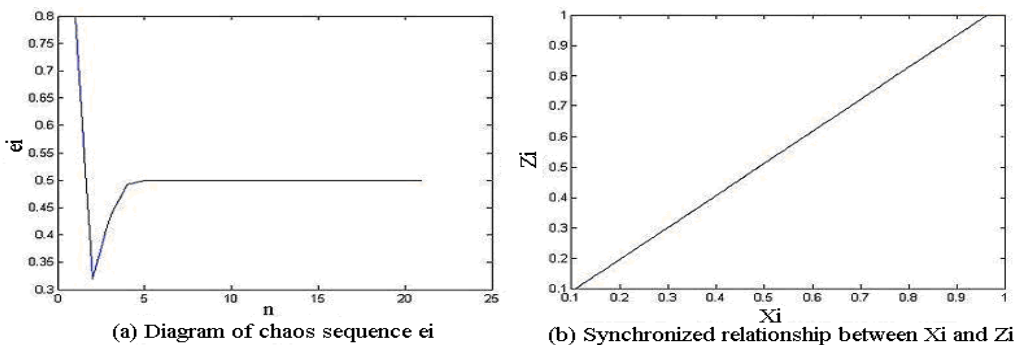 0.8
0.75
0.7
0.65
0.6
0.55
0.5
0.45
0.4
0.35
0.3
ei
0 5 10 15 20 25
n
(a) Diagram of chaos sequence ei
1
0.9
0.8
0.7
0.6
0.5
0.4
0.3
0.2
0.1
Zi
0.1 0.2 0.3 0.4 0.5 0.6 0.7 0.8 0.9 1
Xi
(b) Synchronized relationship between Xi and Zi